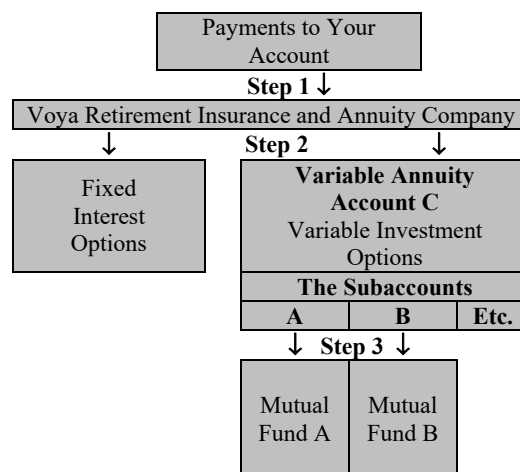 Payments to Your
Account
Step 1 ↓
Voya Retirement Insurance and Annuity Company
↓ Step 2 ↓
Fixed
Interest
Options
Variable Annuity
Account C
Variable Investment
Options
The Subaccounts
A B Etc.
↓ Step 3 ↓
Mutual
Fund A
Mutual
Fund B